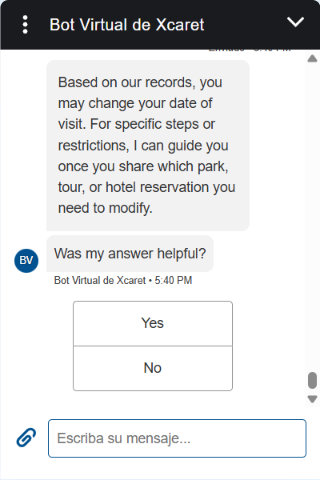 Bot Virtual de Xcaret
Based on our records, you
may change your date of
visit. For specific steps or
restrictions, I can guide you
once you share which park,
tour, or hotel reservation you
need to modify.
Was my answer helpful?
BV
Bot Virtual de Xcaret • 5:40 PM
Yes
No
Escriba su mensaje...